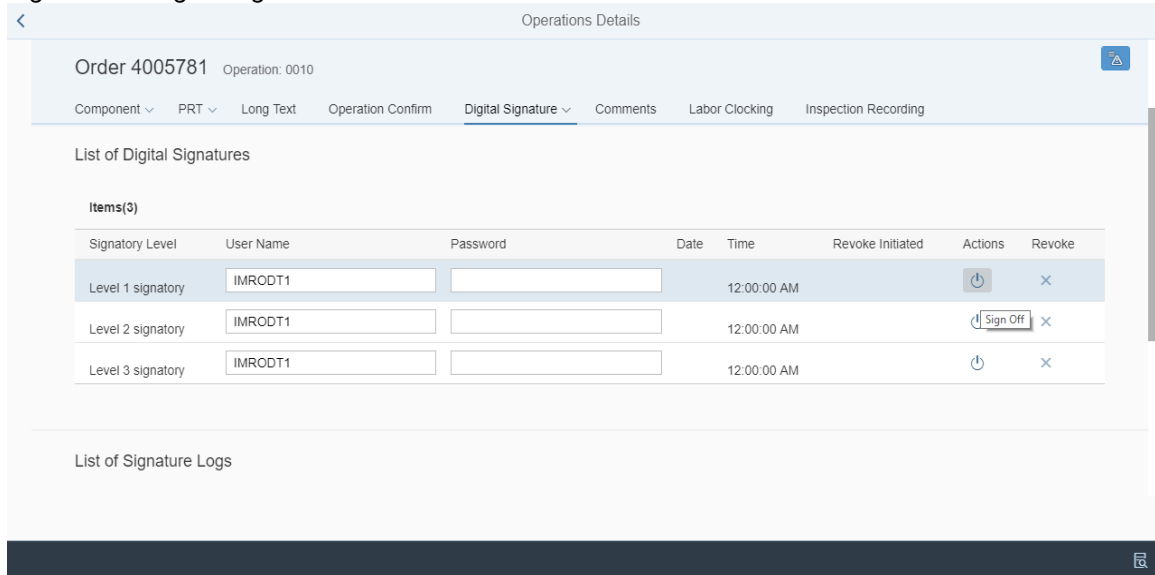 Operations Details
Order 4005781 Operation: 0010
Component PRT Long Text Operation Confirm Digital Signature Comments Labor Clocking Inspection Recording
List of Digital Signatures
Items(3)
Signatory Level User Name Password Date Time Revoke Initiated Actions Revoke
Level 1 signatory IMRODT1 12:00:00 AM
Level 2 signatory IMRODT1 12:00:00 AM Sign Off
Level 3 signatory IMRODT1 12:00:00 AM
List of Signature Logs